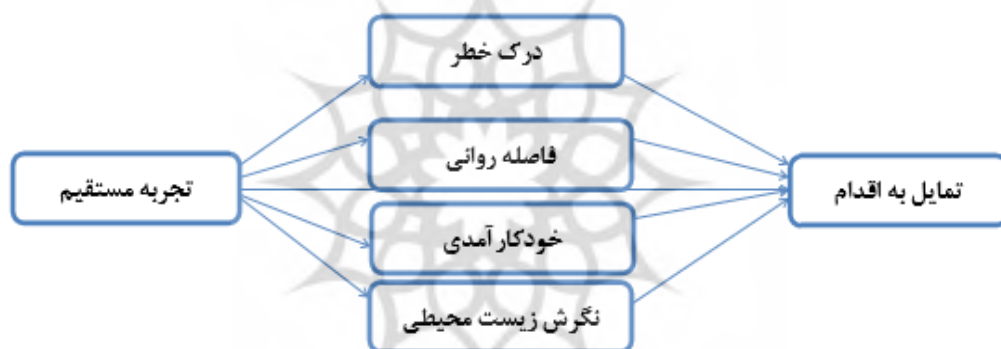 درک خطر
فاصله روانی
تجربه مستقیم
تمایل به اقدام
خودکارآمدی
نگرش زیست محیطی